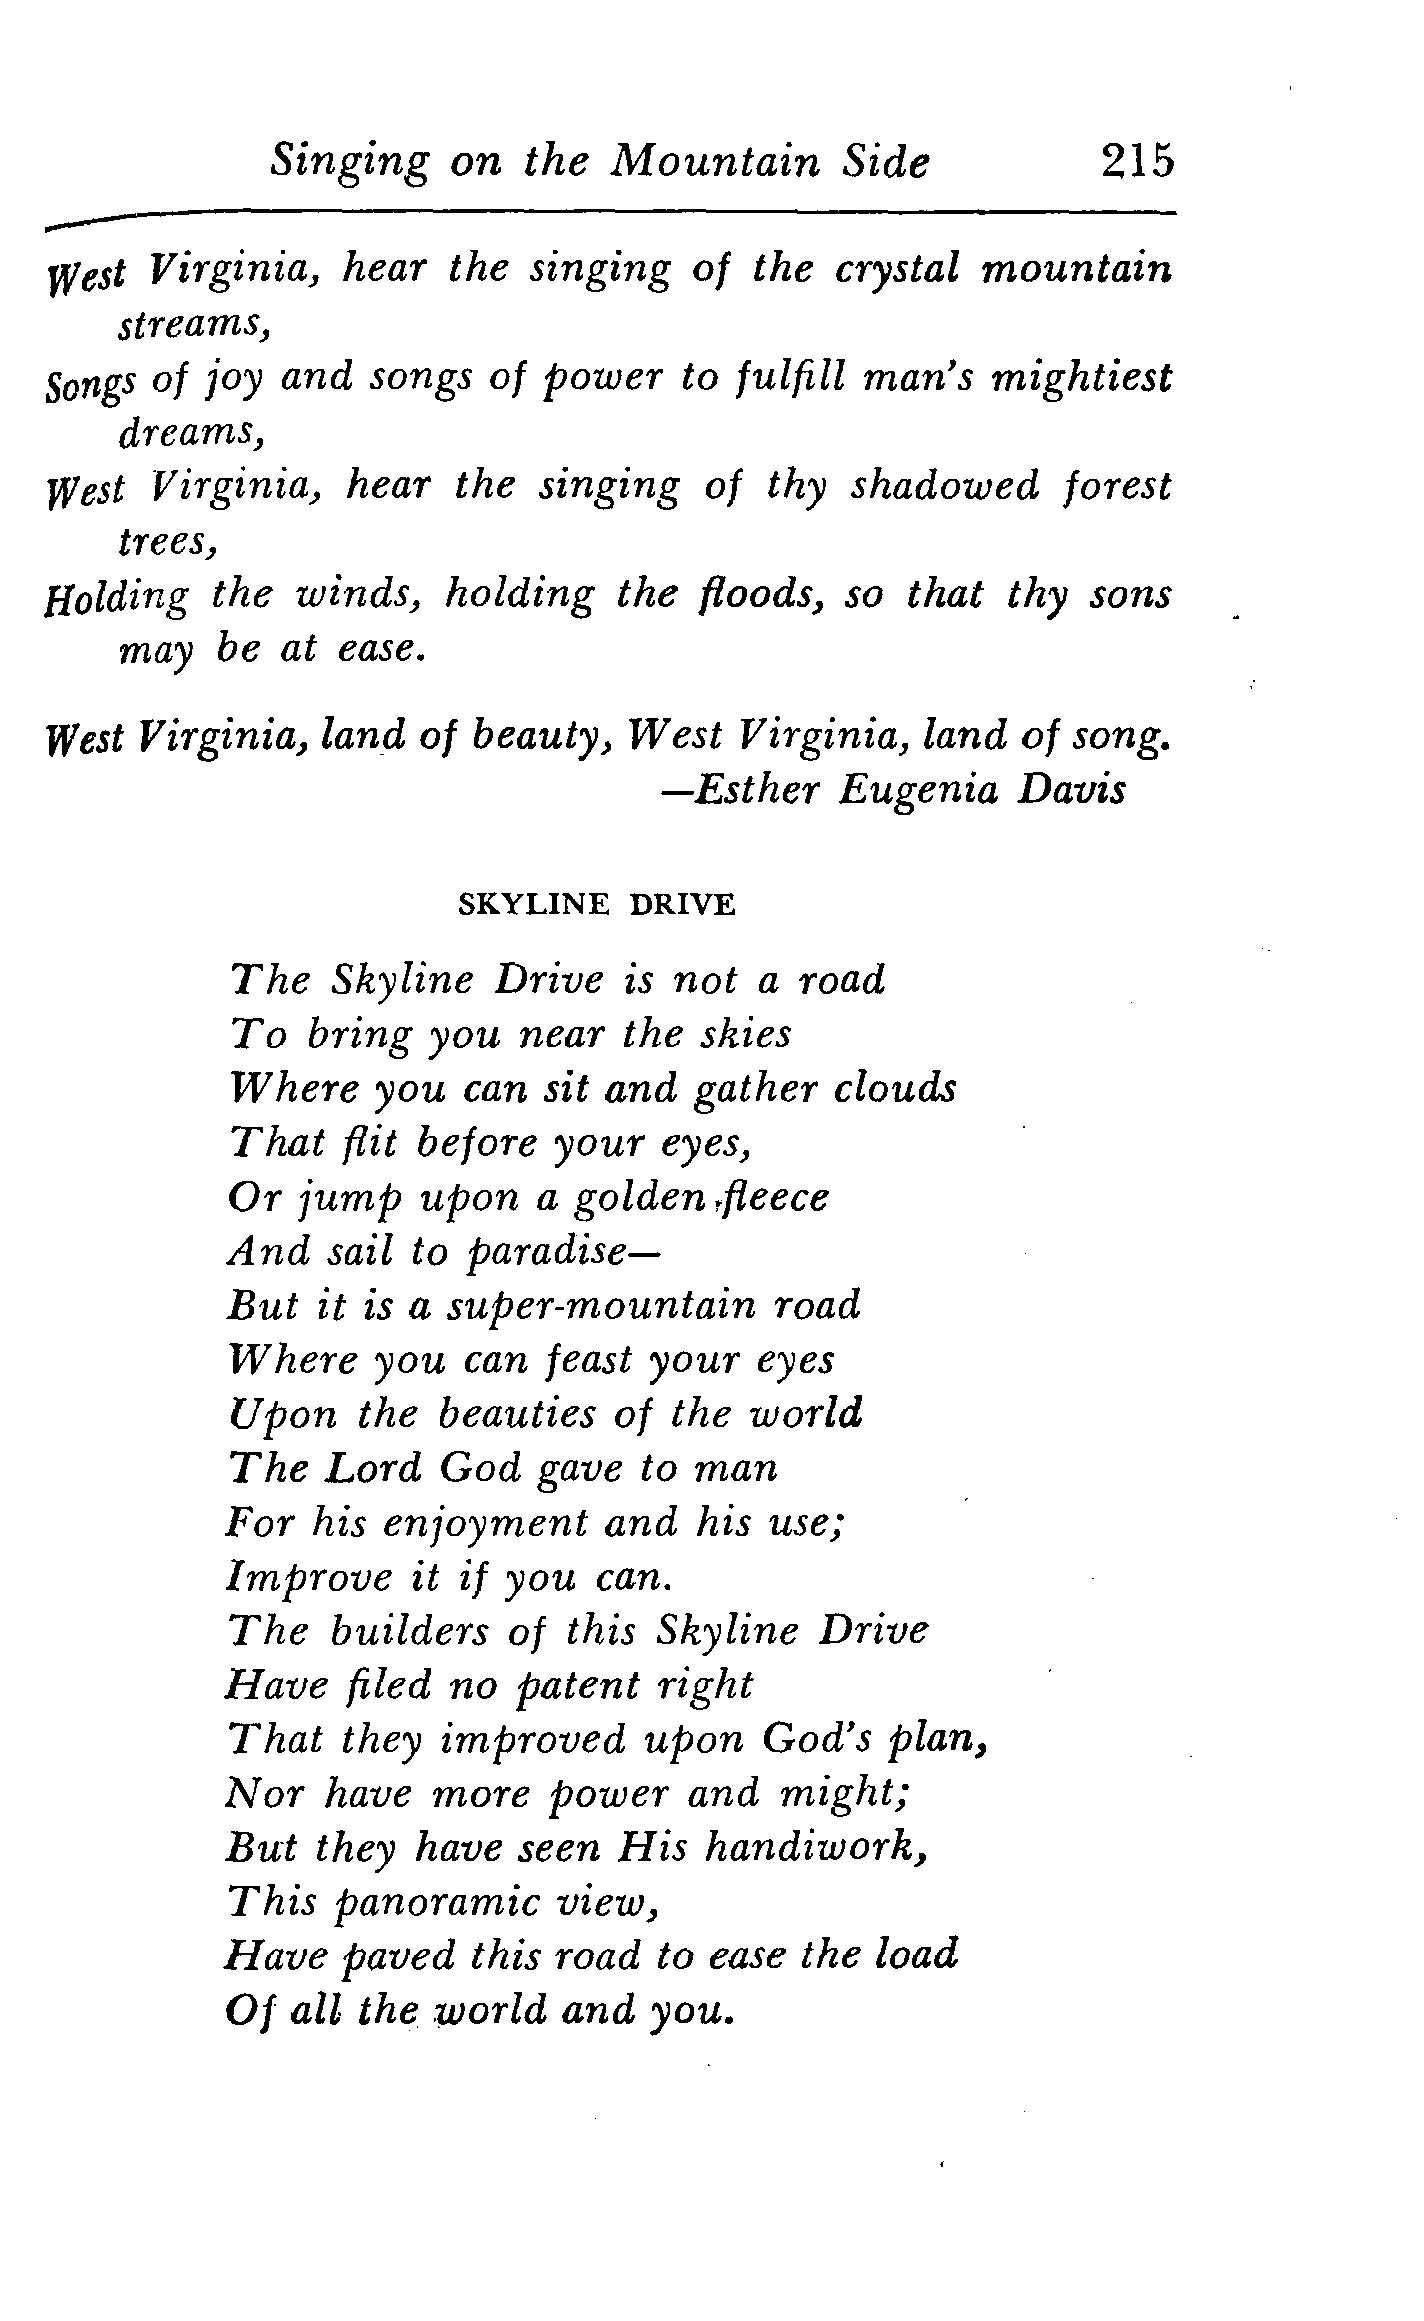 Singing on the Mountain Side 215
West Virginia, hear the singing of the crystal mountain
streams,
Songs of joy and songs of power to fulfill man's mightiest
dreams,
West Virginia, hear the singing of thy shadowed forest
trees,
Holding the winds, holding the floods, so that thy sons
may be at ease.
West Virginia, land of beauty, West Virginia, land of song.
—Esther Eugenia Davis
SKYLINE DRIVE
The Skyline Drive is not a road
To bring you near the skies
Where you can sit and gather clouds
That flit before your eyes,
Or jump upon a golden fleece
And sail to paradise—
But it is a super-mountain road
Where you can feast your eyes
Upon the beauties of the world
The Lord God gave to man
For his enjoyment and his use;
Improve it if you can.
The builders of this Skyline Drive
Have filed no patent right
That they improved upon God's plan,
Nor have more power and might;
But they have seen His handiwork,
This panoramic view,
Have paved this road to ease the load
Of all the world and you.